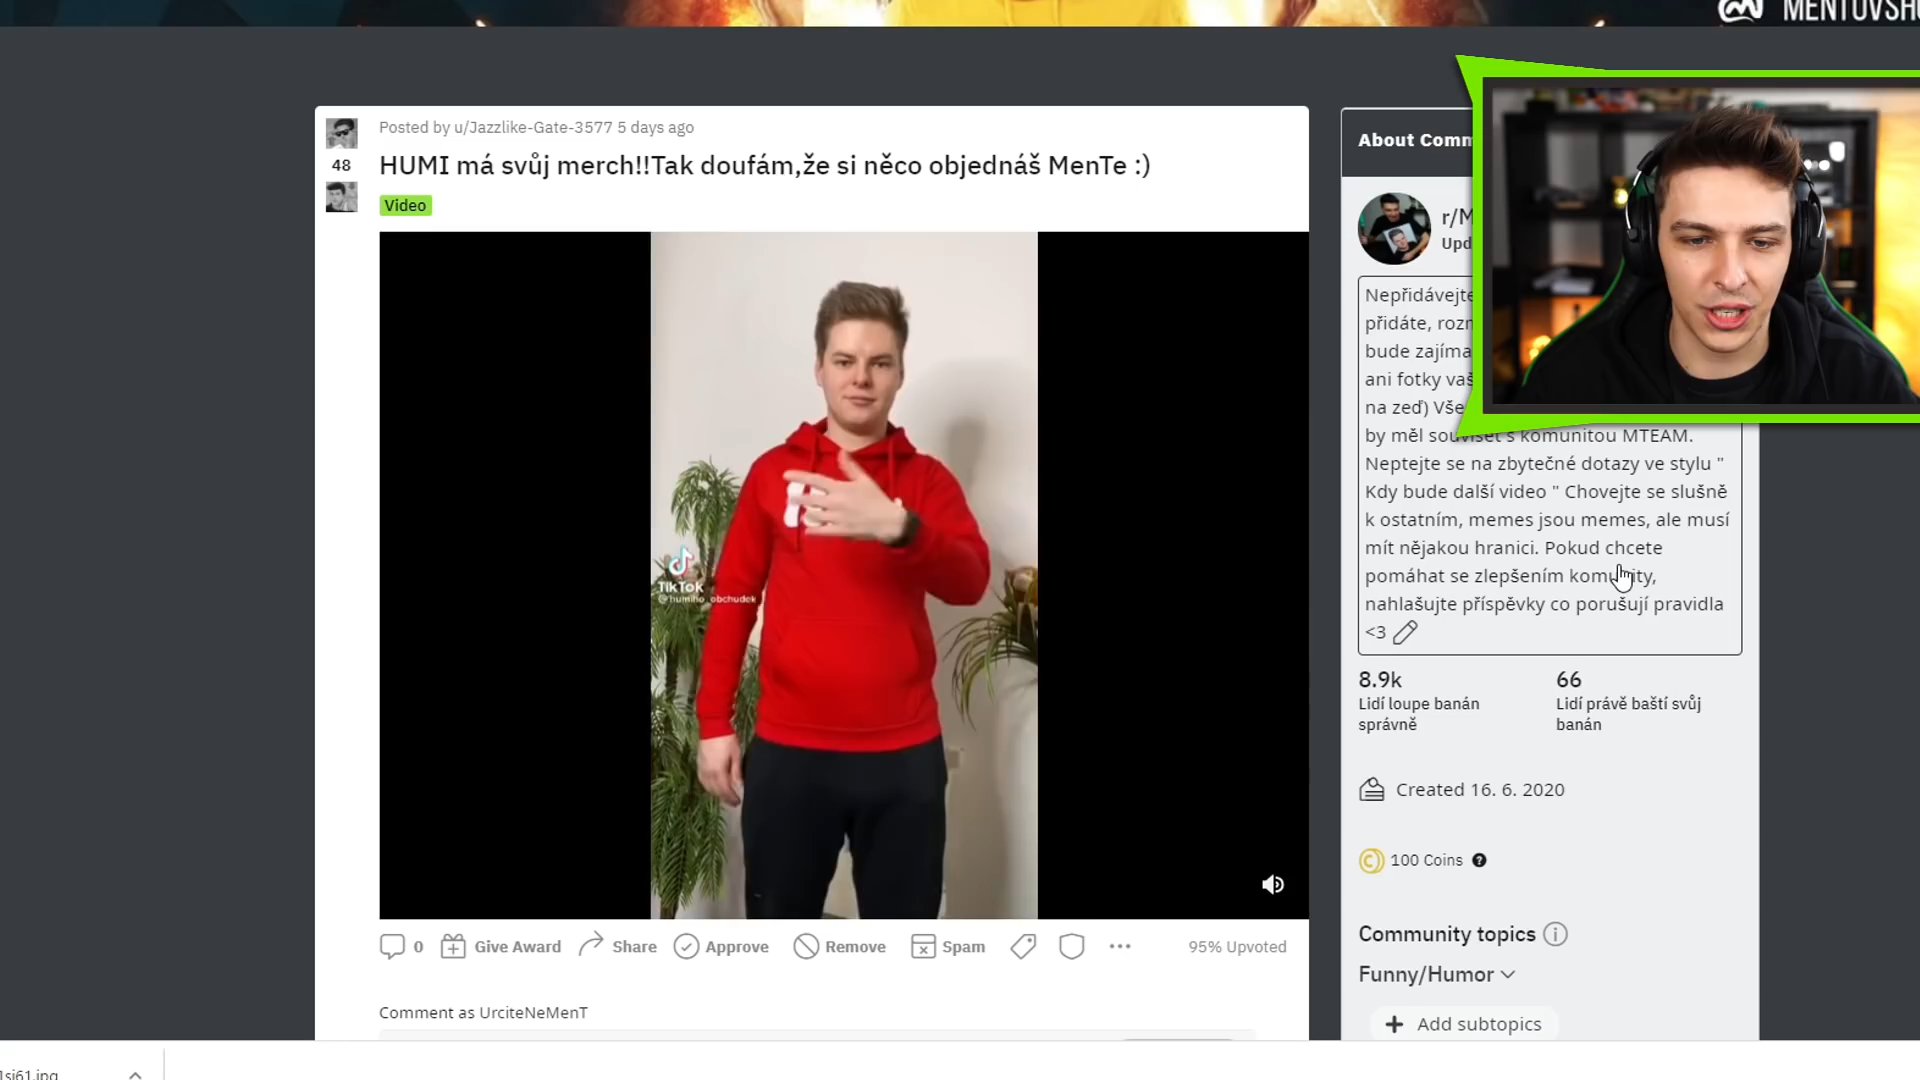 MENTOVSH
Posted by u/Jazzlike-Gate-3577 5 days ago
48
HUMI má svůj merch!!Tak doufám,že si něco objednáš MenTe :)
Video
TikTok
@humiho_obchudek
0
Give Award
Share
Approve
Remove
Spam
95% Upvoted
Comment as UrciteNeMenT
About Comm
r/M
Upd
Nepřidávejte
přidáte, rozm
bude zajíma
ani fotky vaš
na zeď) Vše
by měl souviset s komunitou MTEAM.
Neptejte se na zbytečné dotazy ve stylu "
Kdy bude další video " Chovejte se slušně
k ostatním, memes jsou memes, ale musí
mít nějakou hranici. Pokud chcete
pomáhat se zlepšením komunity,
nahlašujte příspěvky co porušují pravidla
<3
8.9k
Lidí loupe banán
správně
66
Lidí právě baští svůj
banán
Created 16. 6. 2020
100 Coins
Community topics
Funny/Humor
+ Add subtopics